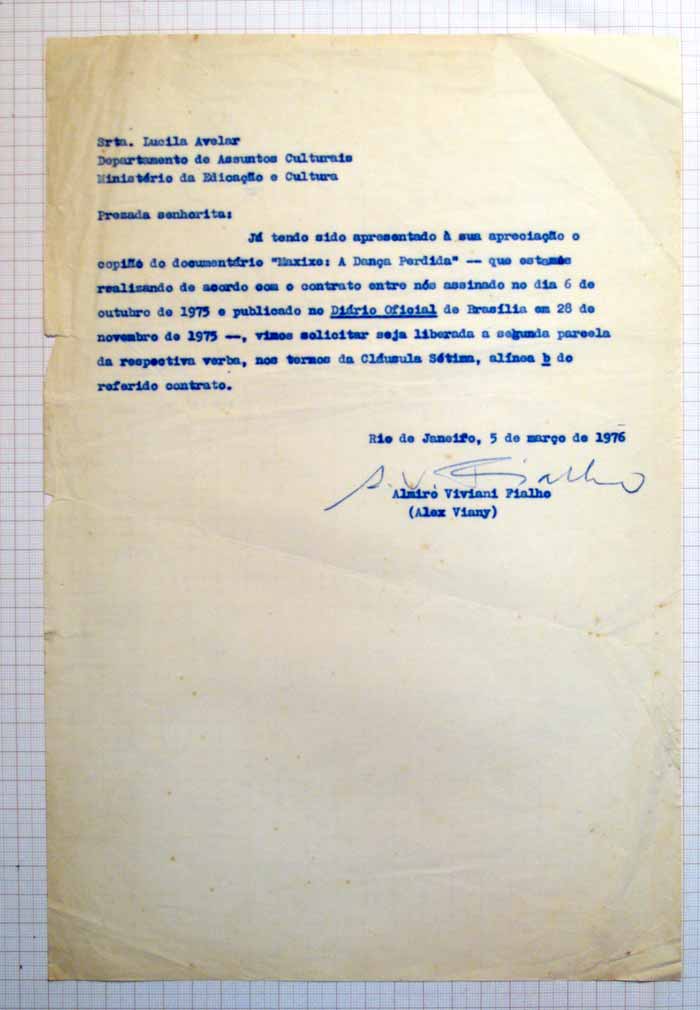 Srta. Lucila Avelar
Departamento de Assuntos Culturais
Ministério da Edicação e Cultura
Prezada senhorita:
Já tendo sido apresentado à sua apreciação o
copião do documentário "Maxixe: A Dança Perdida" -- que estamos
realizando de acordo com o contrato entre nós assinado no dia 6 de
outubro de 1975 e publicado no Diário Oficial de Brasília em 28 de
novembro de 1975 --, vimos solicitar seja liberada a segunda parcela
da respectiva verba, nos termos da Cláusula Sétima, alínea b do
referido contrato.
Rio de Janeiro, 5 de março de 1976
A. V. Fialho
Almiro Viviani Fialho
(Alex Viany)